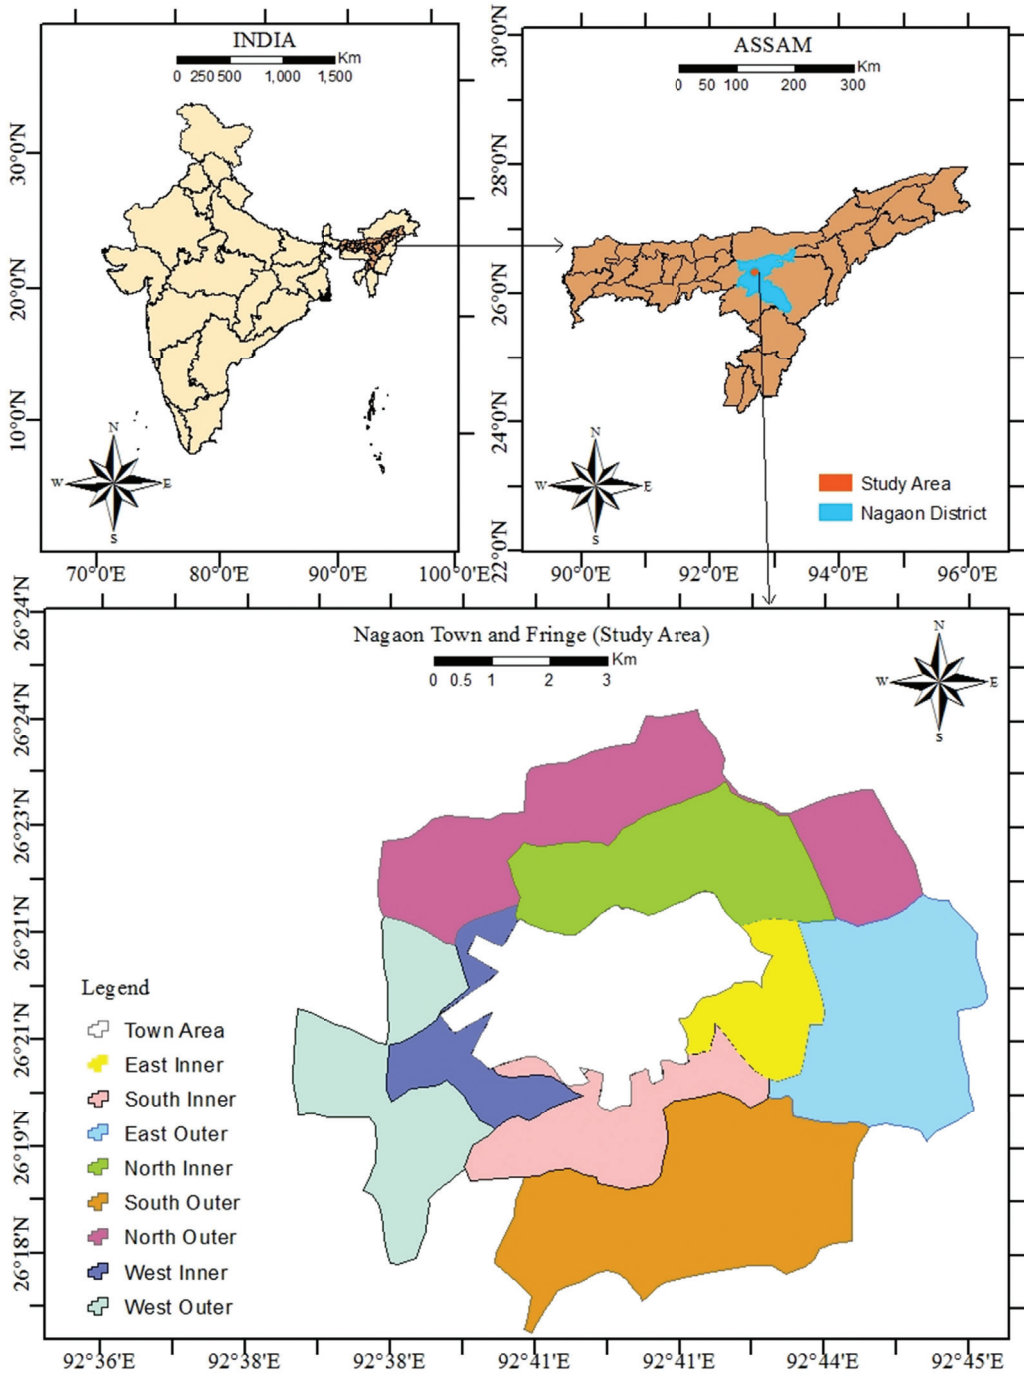 INDIA
Km
0 250 500 1,000 1,500
30°0'N
20°0'N
10°0'N
N
W E
S
70°0'E 80°0'E 90°0'E 100°0'E
ASSAM
Km
0 50 100 200 300
30°0'N
28°0'N
26°0'N
24°0'N
22°0'N
N
W E
S
Study Area
Nagaon District
90°0'E 92°0'E 94°0'E 96°0'E
Nagaon Town and Fringe (Study Area)
Km
0 0.5 1 2 3
N
W E
S
26°24'N
26°24'N
26°23'N
26°21'N
26°21'N
26°19'N
26°18'N
Legend
Town Area
East Inner
South Inner
East Outer
North Inner
South Outer
North Outer
West Inner
West Outer
92°36'E 92°38'E 92°38'E 92°41'E 92°41'E 92°44'E 92°45'E